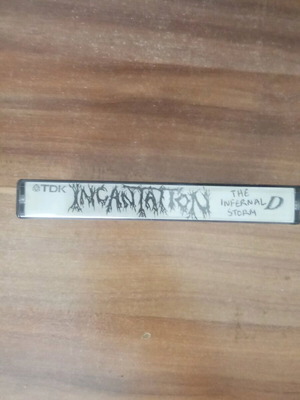 TDK INCANTATION D
THE
INFERNAL
STORM